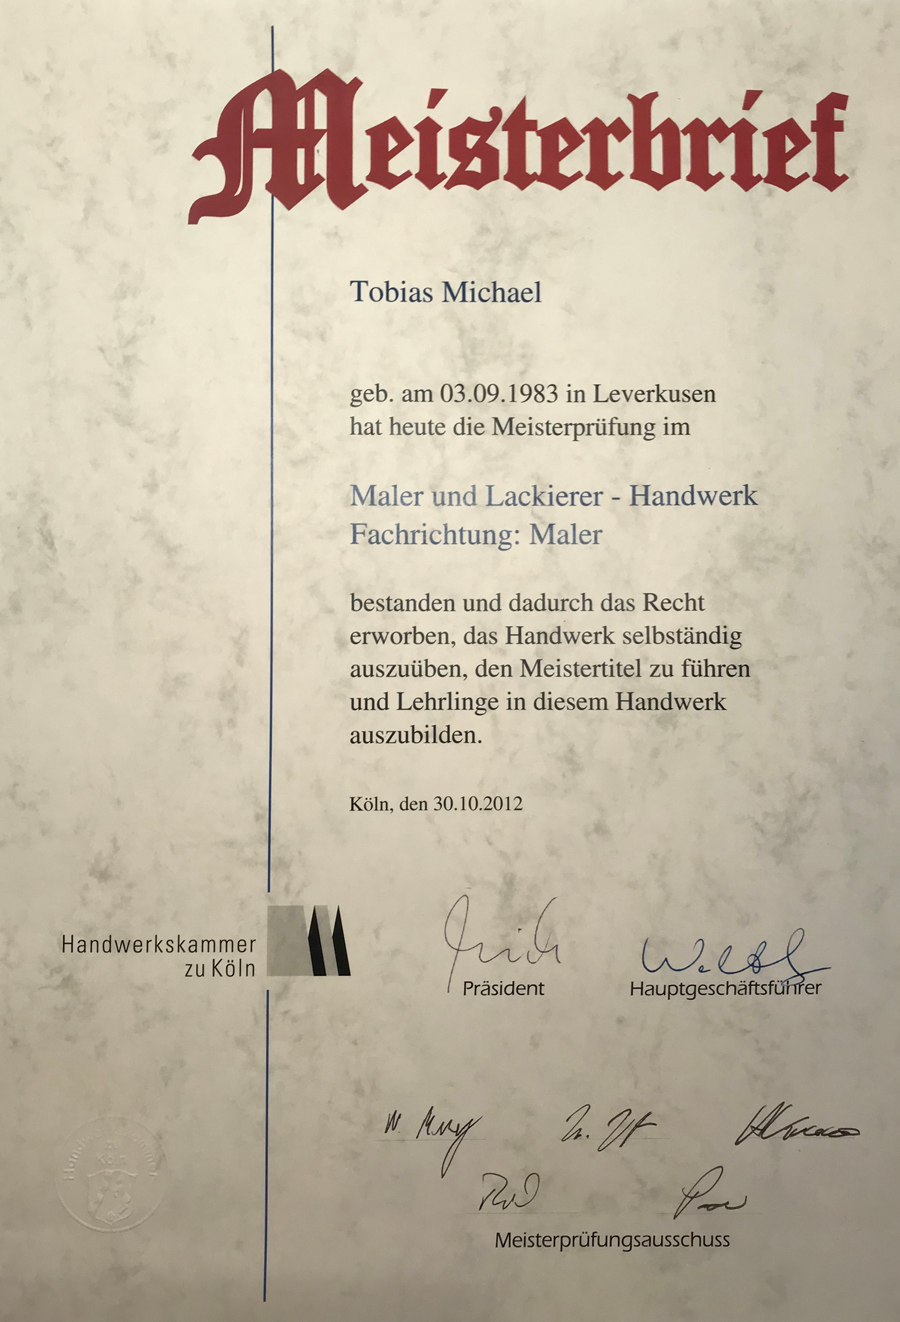 Meisterbrief
Tobias Michael
geb. am 03.09.1983 in Leverkusen
hat heute die Meisterprüfung im
Maler und Lackierer - Handwerk
Fachrichtung: Maler
bestanden und dadurch das Recht
erworben, das Handwerk selbständig
auszuüben, den Meistertitel zu führen
und Lehrlinge in diesem Handwerk
auszubilden.
Köln, den 30.10.2012
Handwerkskammer
zu Köln
Präsident
Hauptgeschäftsführer
Meisterprüfungsausschuss